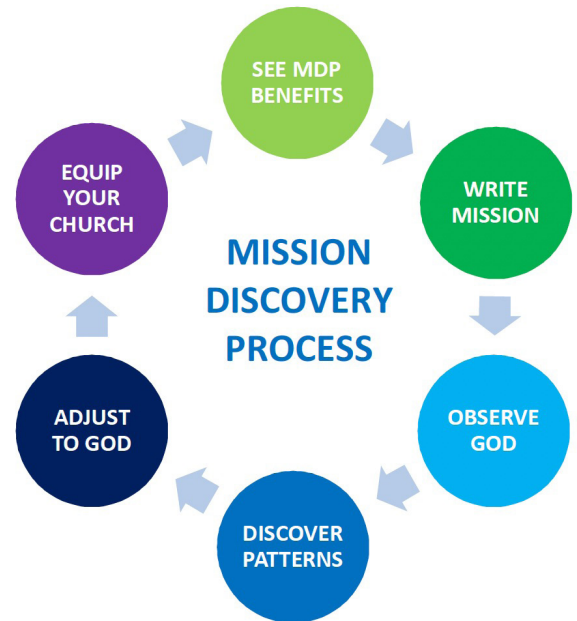 SEE MDP
BENEFITS
WRITE
MISSION
OBSERVE
GOD
DISCOVER
PATTERNS
ADJUST
TO GOD
EQUIP
YOUR
CHURCH
MISSION
DISCOVERY
PROCESS